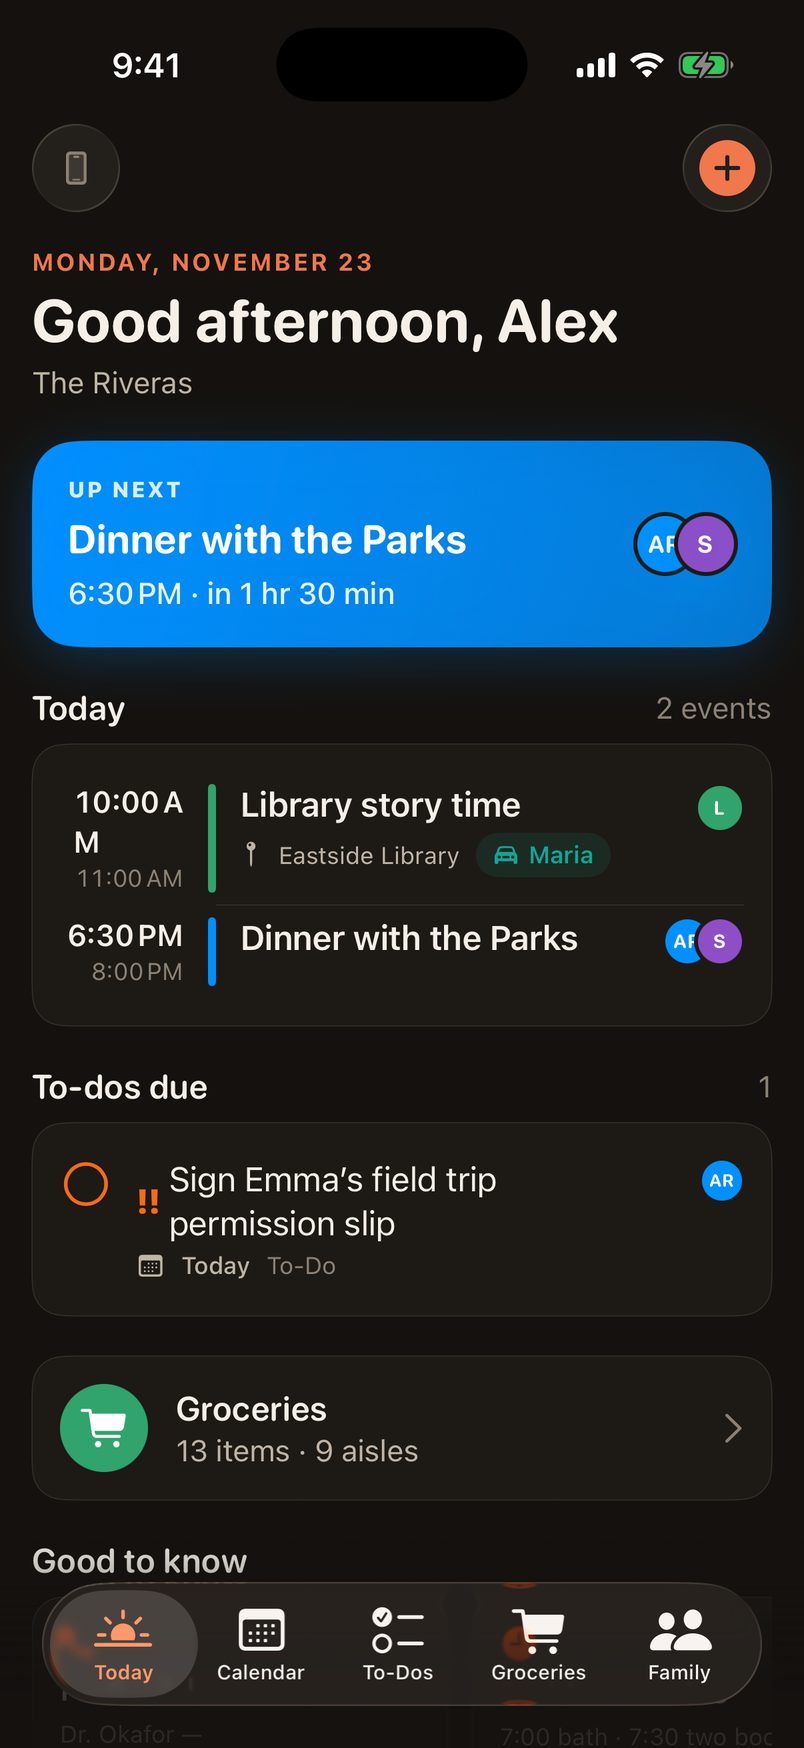 9:41
MONDAY, NOVEMBER 23
Good afternoon, Alex
The Riveras
UP NEXT
Dinner with the Parks
6:30 PM · in 1 hr 30 min
S
Today
2 events
10:00 A
M
11:00 AM
Library story time
Eastside Library
Maria
L
6:30 PM
8:00 PM
Dinner with the Parks
S
To-dos due
1
!!
Sign Emma’s field trip
permission slip
AR
Today To-Do
Groceries
13 items · 9 aisles
Good to know
Today
Calendar
To-Dos
Groceries
Family
Dr. Okafor —
7:00 bath · 7:30 two